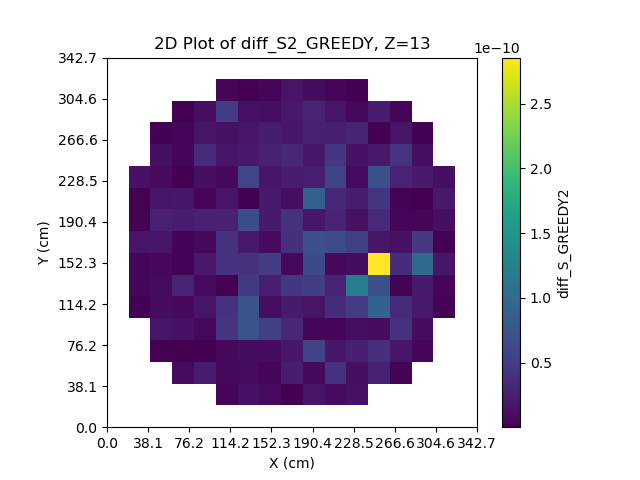 2D Plot of diff_S2_GREEDY, Z=13
1e−10
342.7
304.6
266.6
228.5
190.4
152.3
114.2
76.2
38.1
0.0
Y (cm)
0.0 38.1 76.2 114.2 152.3 190.4 228.5 266.6 304.6 342.7
X (cm)
2.5
2.0
1.5
1.0
0.5
diff_S_GREEDY2